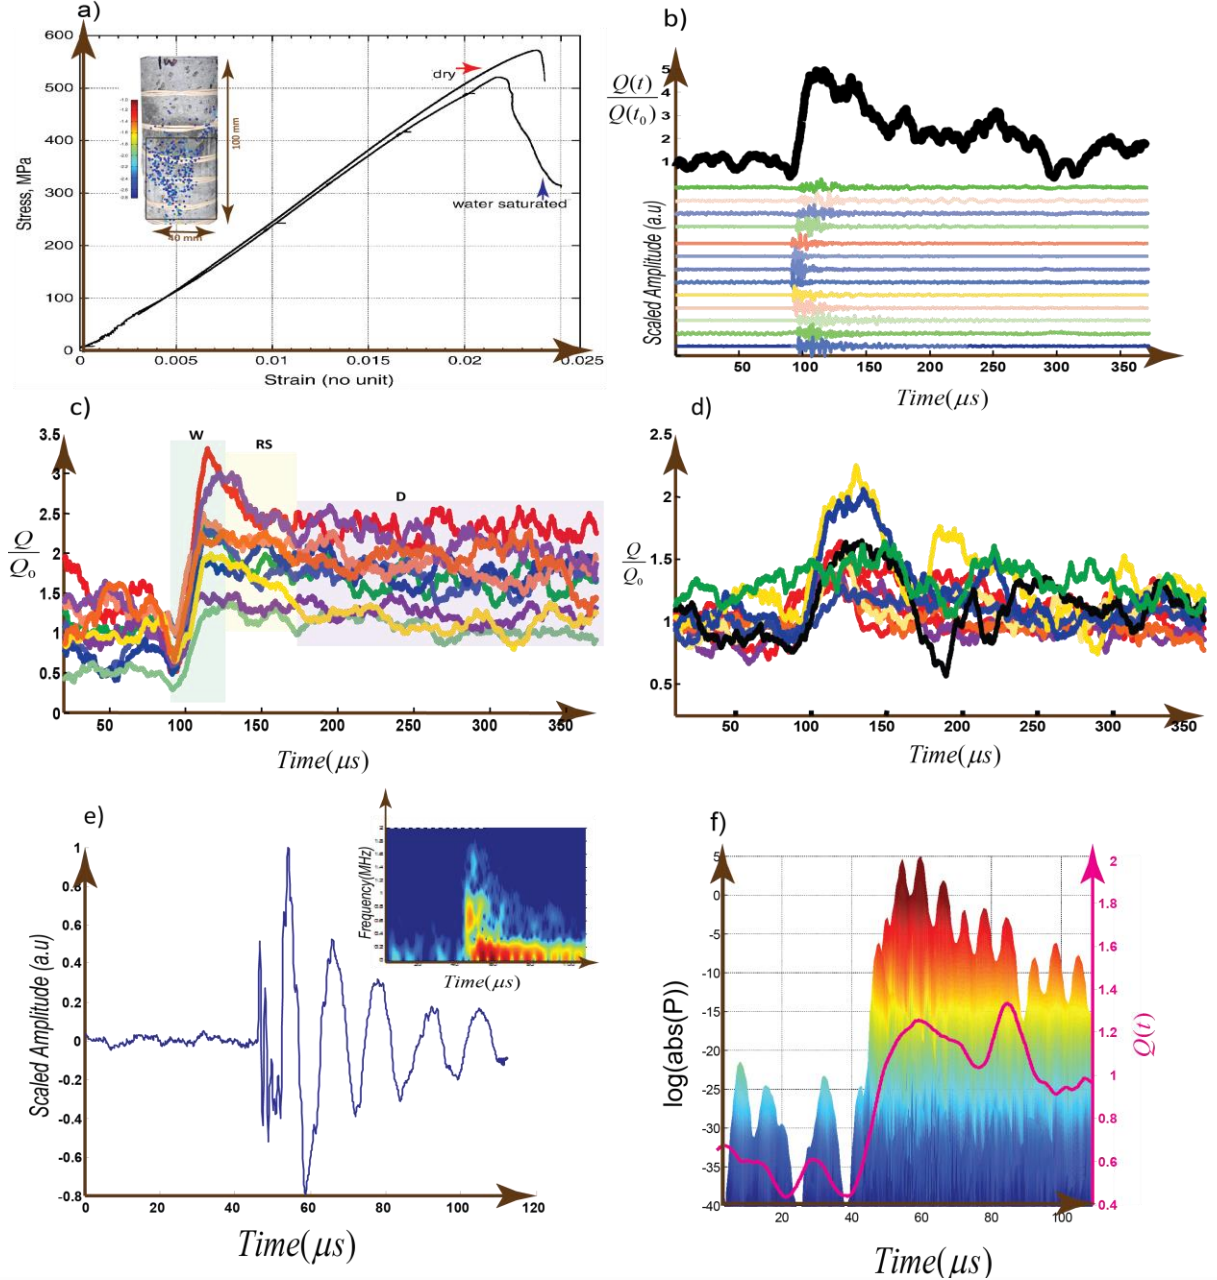 a)
Stress, MPa
600
500
400
300
200
100
0
0
0.005
0.01
0.015
0.02
0.025
Strain (no unit)
dry
water saturated
100 mm
40 mm
b)
Q(t)
Q(t₀)
5
4
3
2
1
Scaled Amplitude (a.u)
50
100
150
200
250
300
350
Time(μs)
c)
Q
Q₀
3.5
3
2.5
2
1.5
1
0.5
0
W
RS
D
50
100
150
200
250
300
350
Time(μs)
d)
Q
Q₀
2.5
2
1.5
1
0.5
50
100
150
200
250
300
350
Time(μs)
e)
Scaled Amplitude (a.u)
1
0.8
0.6
0.4
0.2
0
-0.2
-0.4
-0.6
-0.8
0
20
40
60
80
100
120
Time(μs)
Frequency(MHz)
Time(μs)
f)
log(abs(P))
5
0
-5
-10
-15
-20
-25
-30
-35
-40
20
40
60
80
100
2
1.8
1.6
1.4
1.2
1
0.8
0.6
0.4
Q(t)
Time(μs)